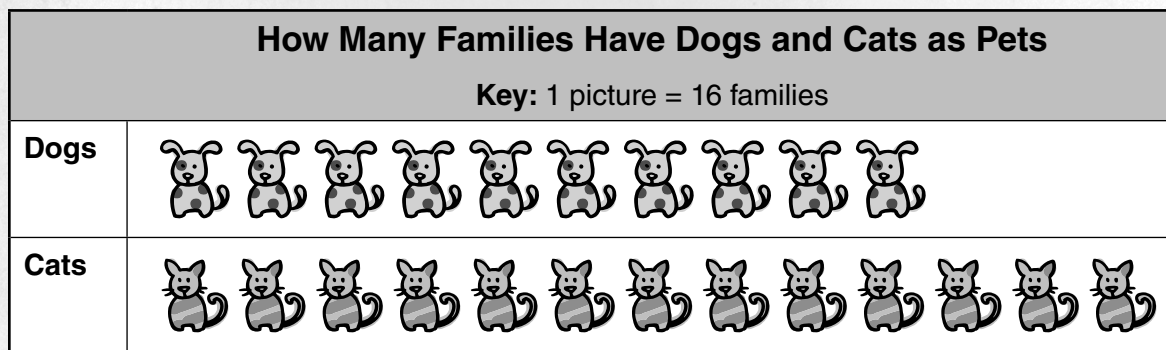 How Many Families Have Dogs and Cats as Pets
Key: 1 picture = 16 families
Dogs
Cats